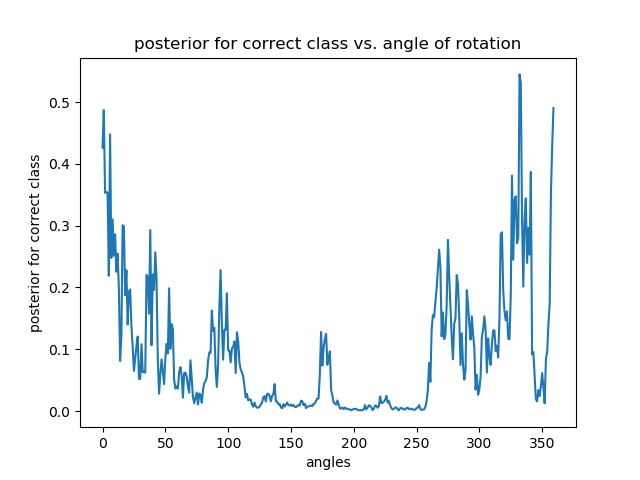 posterior for correct class vs. angle of rotation
posterior for correct class
0.5
0.4
0.3
0.2
0.1
0.0
0 50 100 150 200 250 300 350
angles